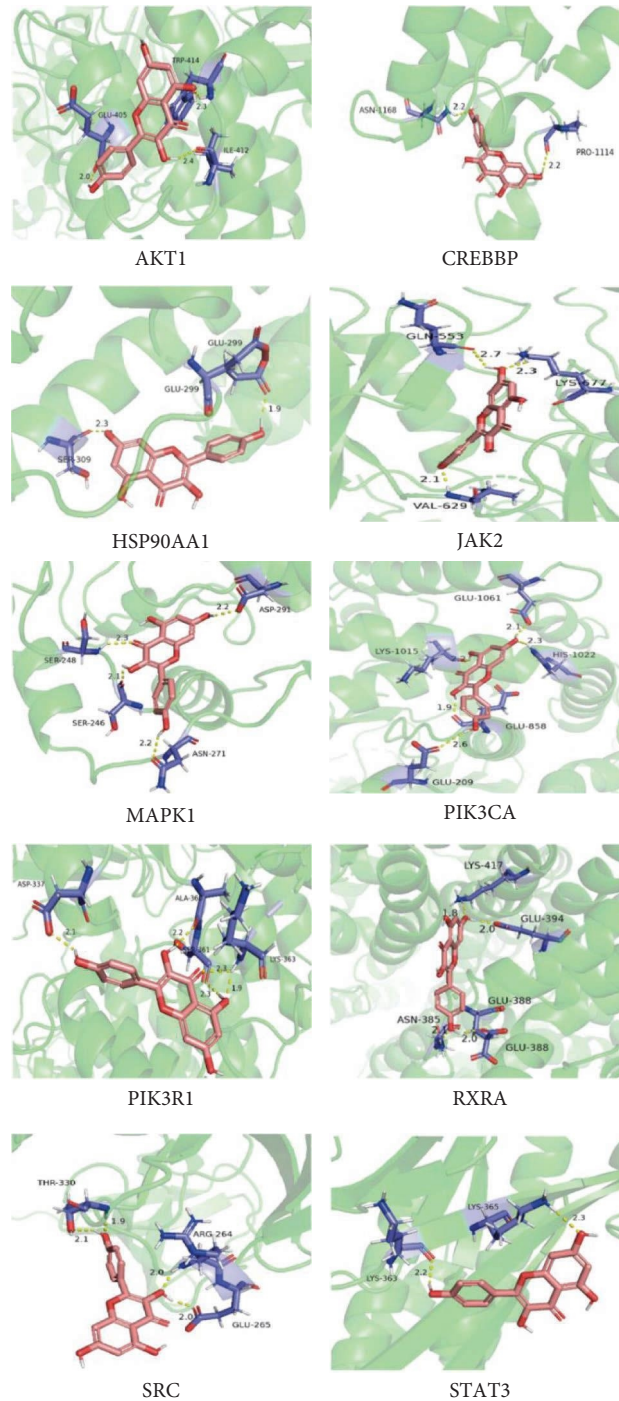 TRP-414
2.3
GLU-405
ILE-412
2.4
2.0
AKT1
ASN-1168
2.2
PRO-1114
2.2
CREBBP
GLU-299
GLU-299
1.9
2.3
SER-309
HSP90AA1
GLN-553
2.7
2.3
LYS-677
2.1
VAL-629
JAK2
ASP-291
2.2
SER-248
2.3
2.1
SER-246
2.2
ASN-271
MAPK1
GLU-1061
2.1
LYS-1015
2.3
HIS-1022
1.9
GLU-858
2.6
GLU-209
PIK3CA
ASP-337
2.2
LYS-363
2.3
1.9
PIK3R1
LYS-417
1.8
GLU-394
2.0
GLU-388
ASN-385
2.1
2.0
GLU-388
RXRA
THR-330
1.9
2.1
ARG-264
2.0
2.0
GLU-265
SRC
LYS-365
2.3
2.2
LYS-363
STAT3